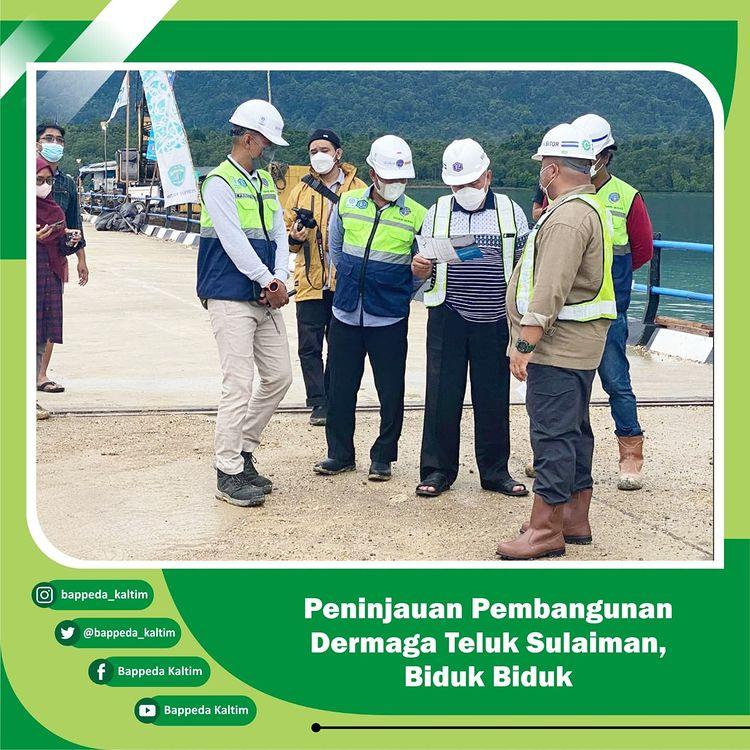 bappeda_kaltim
@bappeda_kaltim
Bappeda Kaltim
Bappeda Kaltim
Peninjauan Pembangunan
Dermaga Teluk Sulaiman,
Biduk Biduk